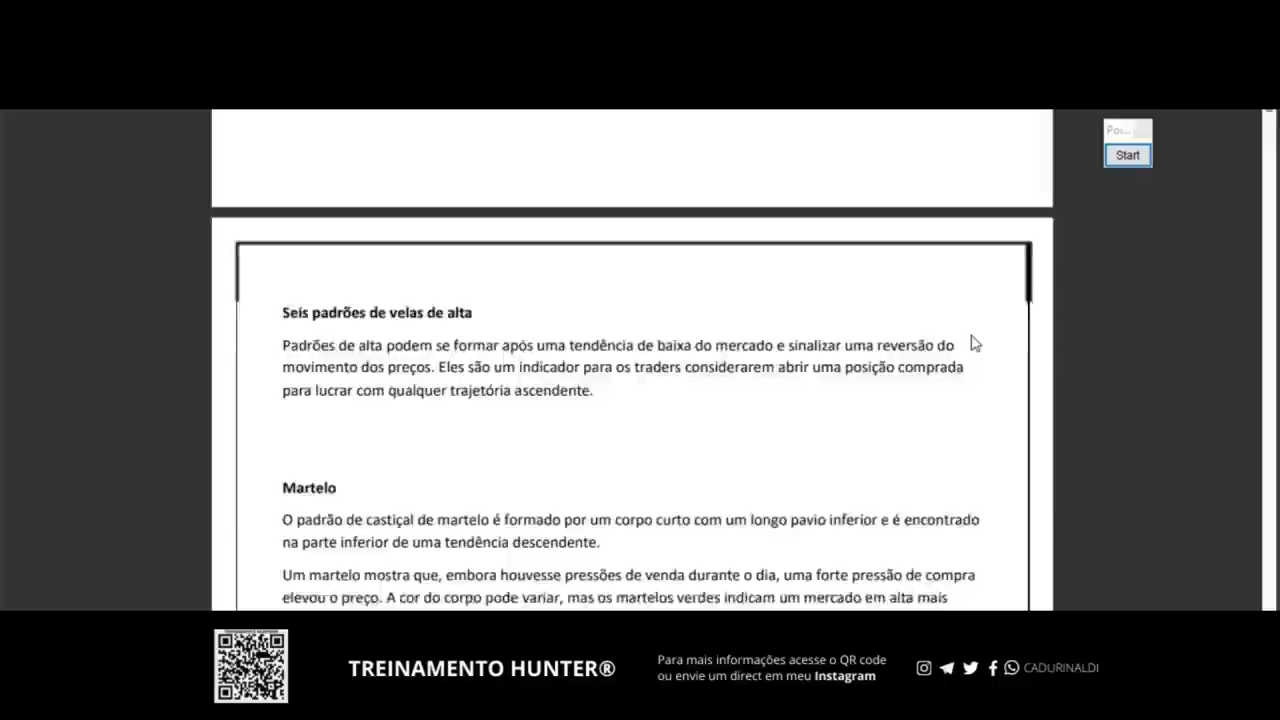 Po...
Start
Seis padrões de velas de alta
Padrões de alta podem se formar após uma tendência de baixa do mercado e sinalizar uma reversão do
movimento dos preços. Eles são um indicador para os traders considerarem abrir uma posição comprada
para lucrar com qualquer trajetória ascendente.
Martelo
O padrão de castiçal de martelo é formado por um corpo curto com um longo pavio inferior e é encontrado
na parte inferior de uma tendência descendente.
Um martelo mostra que, embora houvesse pressões de venda durante o dia, uma forte pressão de compra
elevou o preço. A cor do corpo pode variar, mas os martelos verdes indicam um mercado em alta mais
TREINAMENTO HUNTER®
Para mais informações acesse o QR code
ou envie um direct em meu Instagram
CADURINALDI